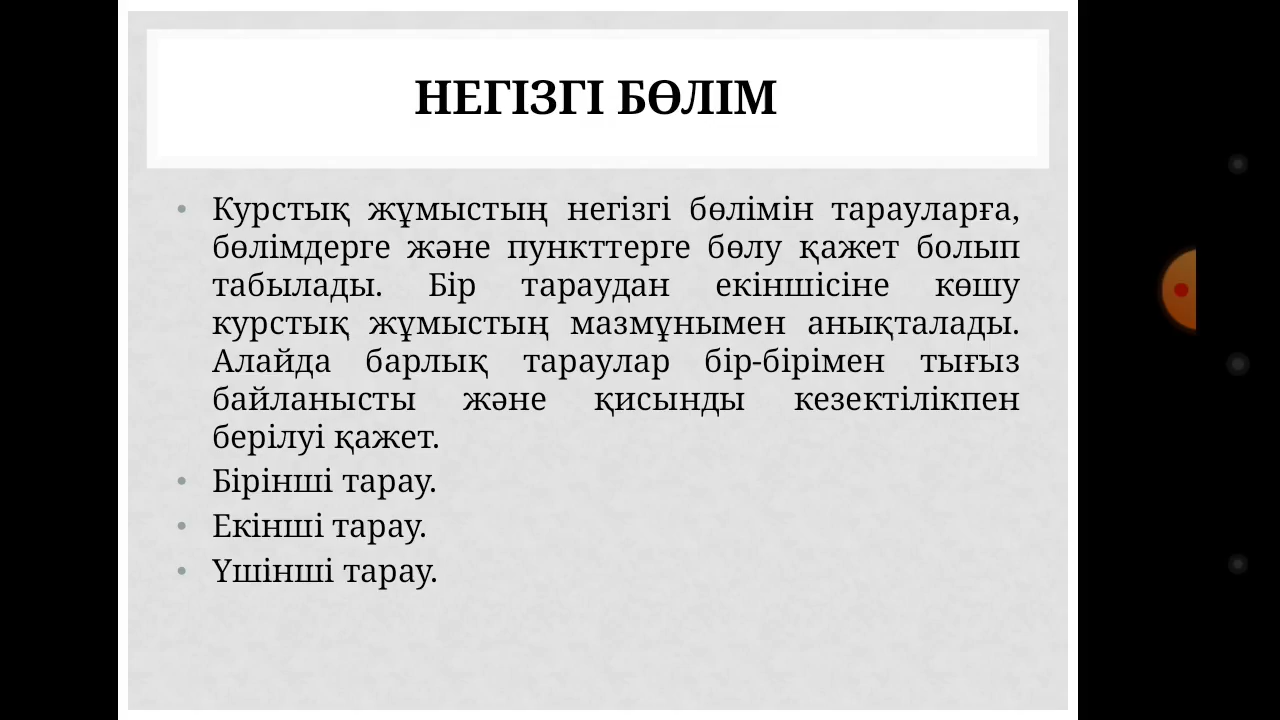 НЕГІЗГІ БӨЛІМ
• Курстық жұмыстың негізгі бөлімін тарауларға,
бөлімдерге және пункттерге бөлу қажет болып
табылады. Бір тараудан екіншісіне көшу
курстық жұмыстың мазмұнымен анықталады.
Алайда барлық тараулар бір-бірімен тығыз
байланысты және қисынды кезектілікпен
берілуі қажет.
• Бірінші тарау.
• Екінші тарау.
• Үшінші тарау.